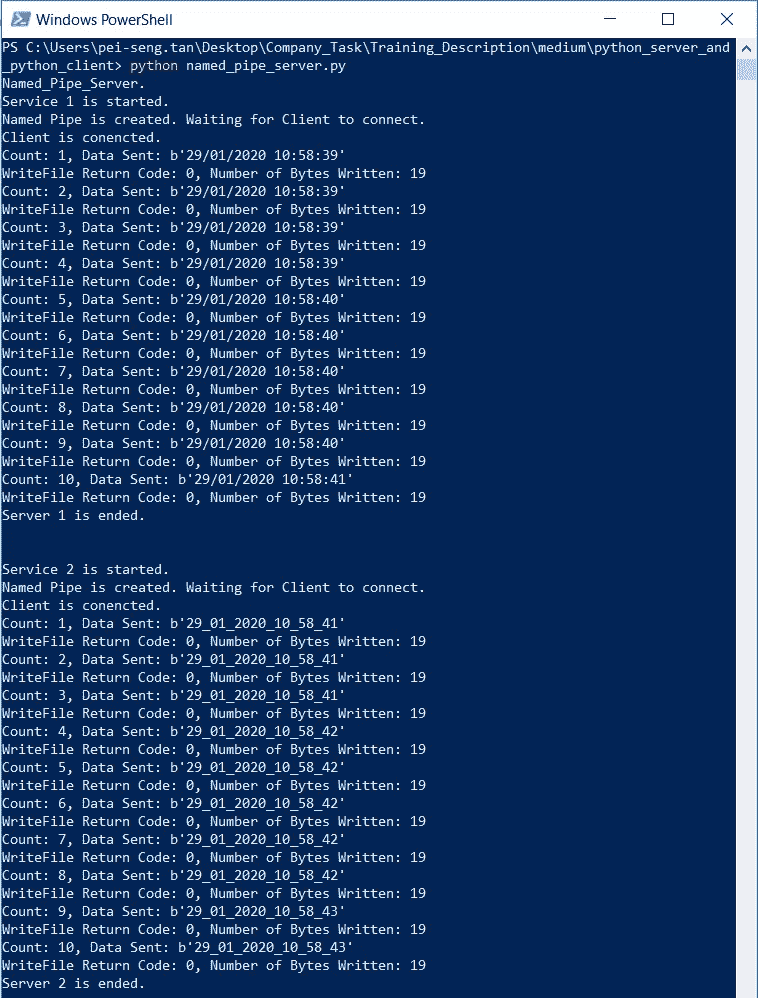 Windows PowerShell
PS C:\Users\pei-seng.tan\Desktop\Company_Task\Training_Description\medium\python_server_and
_python_client> python named_pipe_server.py
Named_Pipe_Server.
Service 1 is started.
Named Pipe is created. Waiting for Client to connect.
Client is conencted.
Count: 1, Data Sent: b'29/01/2020 10:58:39'
WriteFile Return Code: 0, Number of Bytes Written: 19
Count: 2, Data Sent: b'29/01/2020 10:58:39'
WriteFile Return Code: 0, Number of Bytes Written: 19
Count: 3, Data Sent: b'29/01/2020 10:58:39'
WriteFile Return Code: 0, Number of Bytes Written: 19
Count: 4, Data Sent: b'29/01/2020 10:58:39'
WriteFile Return Code: 0, Number of Bytes Written: 19
Count: 5, Data Sent: b'29/01/2020 10:58:40'
WriteFile Return Code: 0, Number of Bytes Written: 19
Count: 6, Data Sent: b'29/01/2020 10:58:40'
WriteFile Return Code: 0, Number of Bytes Written: 19
Count: 7, Data Sent: b'29/01/2020 10:58:40'
WriteFile Return Code: 0, Number of Bytes Written: 19
Count: 8, Data Sent: b'29/01/2020 10:58:40'
WriteFile Return Code: 0, Number of Bytes Written: 19
Count: 9, Data Sent: b'29/01/2020 10:58:40'
WriteFile Return Code: 0, Number of Bytes Written: 19
Count: 10, Data Sent: b'29/01/2020 10:58:41'
WriteFile Return Code: 0, Number of Bytes Written: 19
Server 1 is ended.
Service 2 is started.
Named Pipe is created. Waiting for Client to connect.
Client is conencted.
Count: 1, Data Sent: b'29_01_2020_10_58_41'
WriteFile Return Code: 0, Number of Bytes Written: 19
Count: 2, Data Sent: b'29_01_2020_10_58_41'
WriteFile Return Code: 0, Number of Bytes Written: 19
Count: 3, Data Sent: b'29_01_2020_10_58_41'
WriteFile Return Code: 0, Number of Bytes Written: 19
Count: 4, Data Sent: b'29_01_2020_10_58_42'
WriteFile Return Code: 0, Number of Bytes Written: 19
Count: 5, Data Sent: b'29_01_2020_10_58_42'
WriteFile Return Code: 0, Number of Bytes Written: 19
Count: 6, Data Sent: b'29_01_2020_10_58_42'
WriteFile Return Code: 0, Number of Bytes Written: 19
Count: 7, Data Sent: b'29_01_2020_10_58_42'
WriteFile Return Code: 0, Number of Bytes Written: 19
Count: 8, Data Sent: b'29_01_2020_10_58_42'
WriteFile Return Code: 0, Number of Bytes Written: 19
Count: 9, Data Sent: b'29_01_2020_10_58_43'
WriteFile Return Code: 0, Number of Bytes Written: 19
Count: 10, Data Sent: b'29_01_2020_10_58_43'
WriteFile Return Code: 0, Number of Bytes Written: 19
Server 2 is ended.